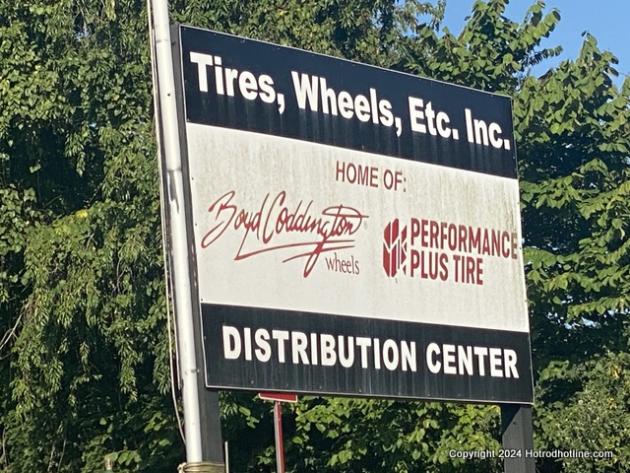 Tires, Wheels, Etc. Inc.
HOME OF:
Boyd Coddington
wheels
PERFORMANCE
PLUS TIRE
DISTRIBUTION CENTER
Copyright © 2024 Hotrodhotline.com